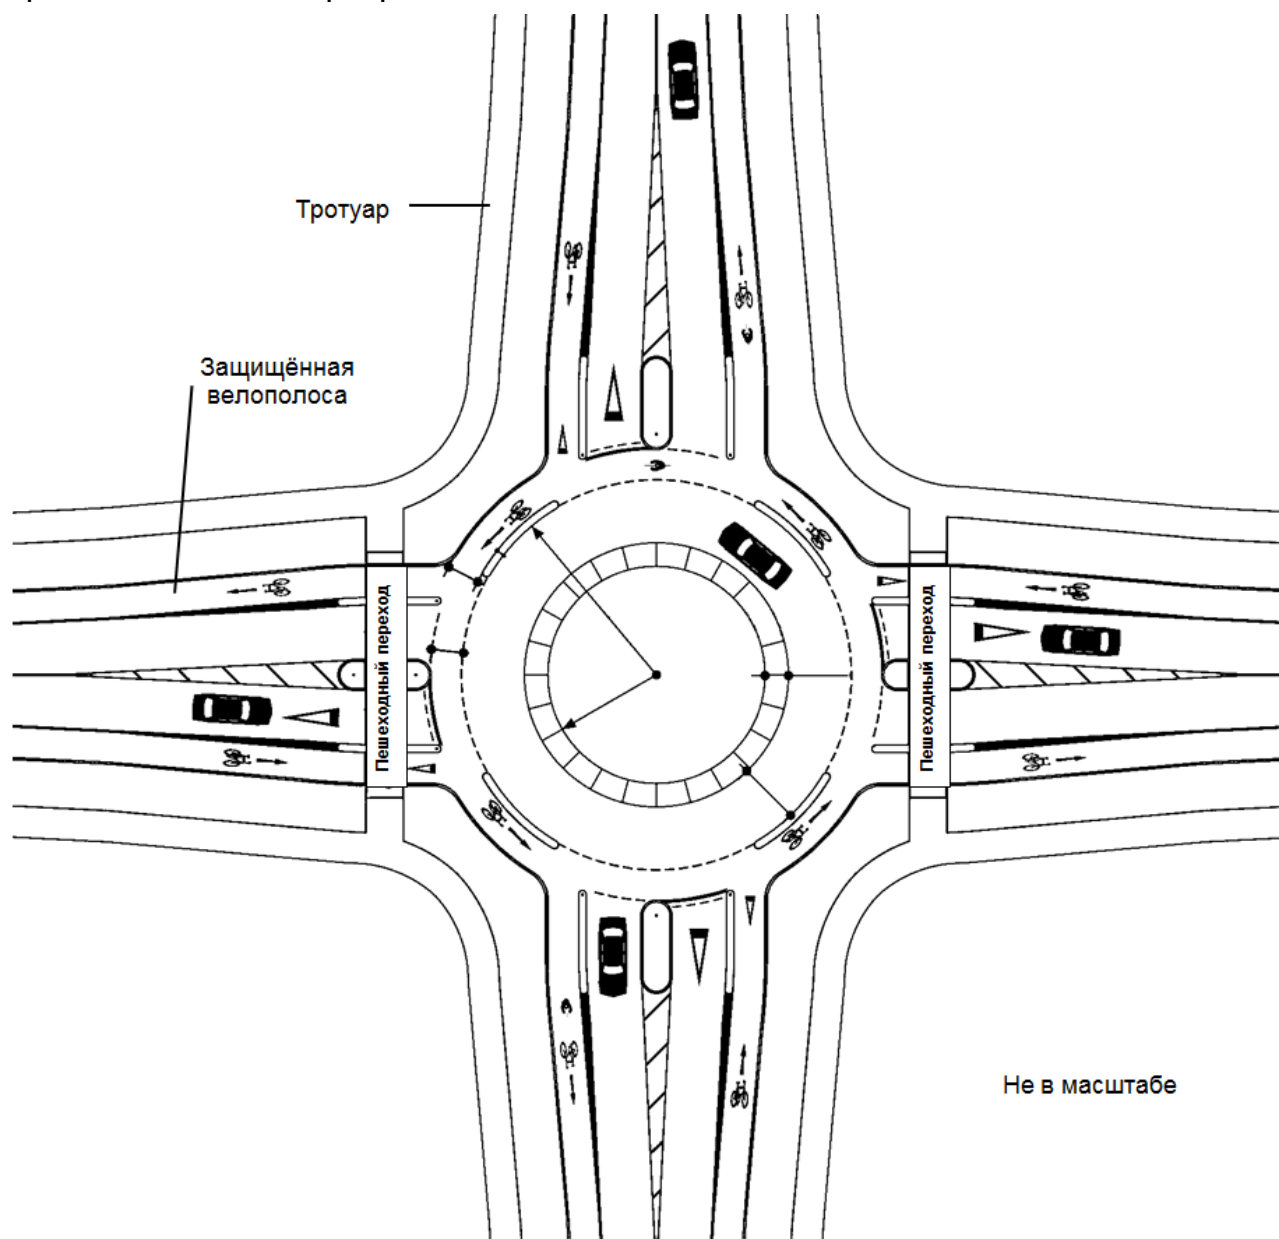 Тротуар
Защищённая
велополоса
Пешеходный переход
Пешеходный переход
Не в масштабе